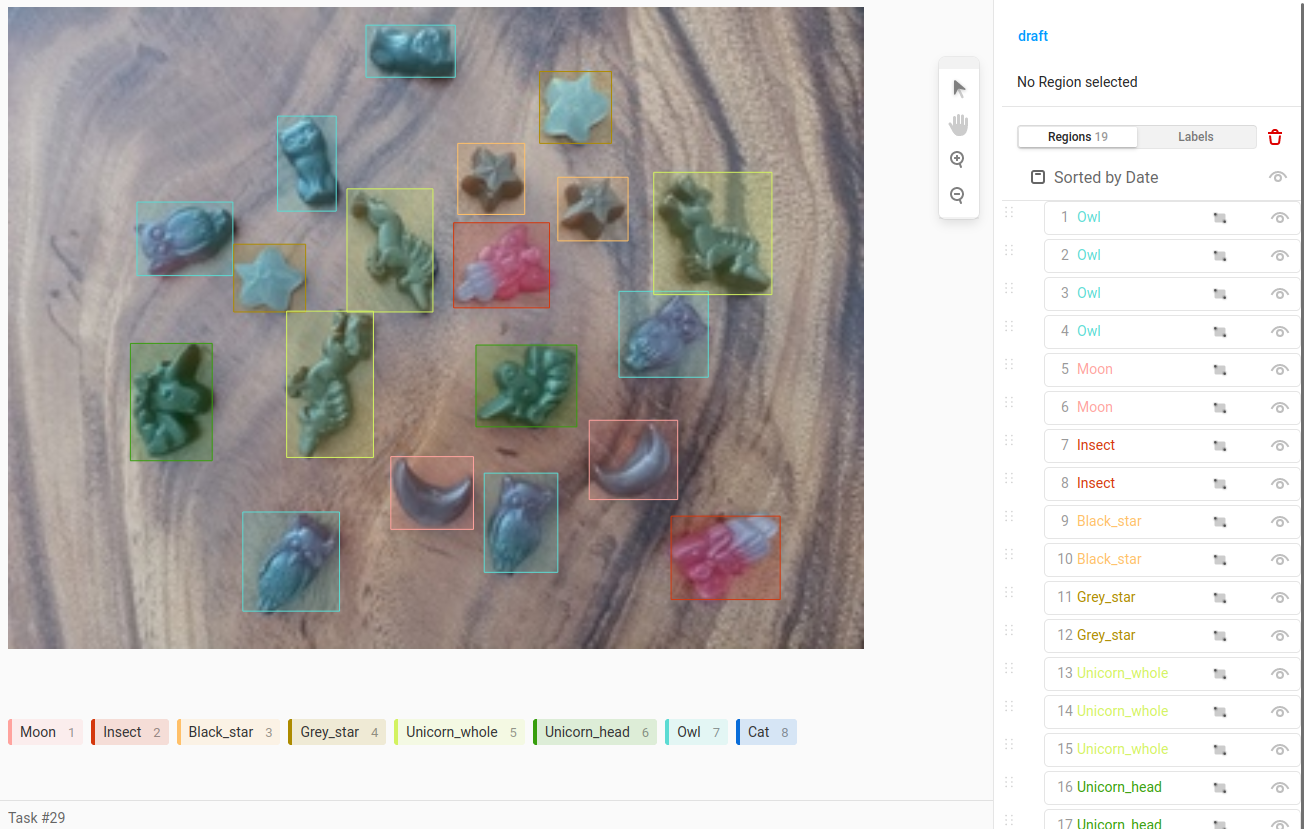 draft
No Region selected
Regions 19 Labels
Sorted by Date
1 Owl
2 Owl
3 Owl
4 Owl
5 Moon
6 Moon
7 Insect
8 Insect
9 Black_star
10 Black_star
11 Grey_star
12 Grey_star
13 Unicorn_whole
14 Unicorn_whole
15 Unicorn_whole
16 Unicorn_head
17 Unicorn_head
Moon 1 Insect 2 Black_star 3 Grey_star 4 Unicorn_whole 5 Unicorn_head 6 Owl 7 Cat 8
Task #29